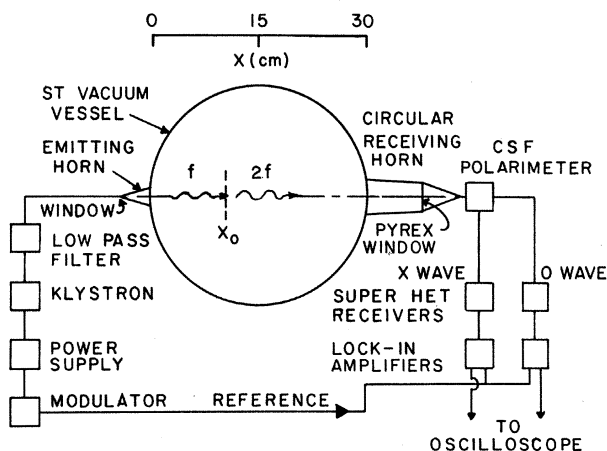 0 15 30
X (cm)
ST VACUUM
VESSEL
EMITTING
HORN
WINDOW
f
2f
X₀
CIRCULAR
RECEIVING
HORN
CSF
POLARIMETER
PYREX
WINDOW
LOW PASS
FILTER
KLYSTRON
POWER
SUPPLY
MODULATOR
REFERENCE
X WAVE
O WAVE
SUPER HET
RECEIVERS
LOCK-IN
AMPLIFIERS
TO
OSCILLOSCOPE